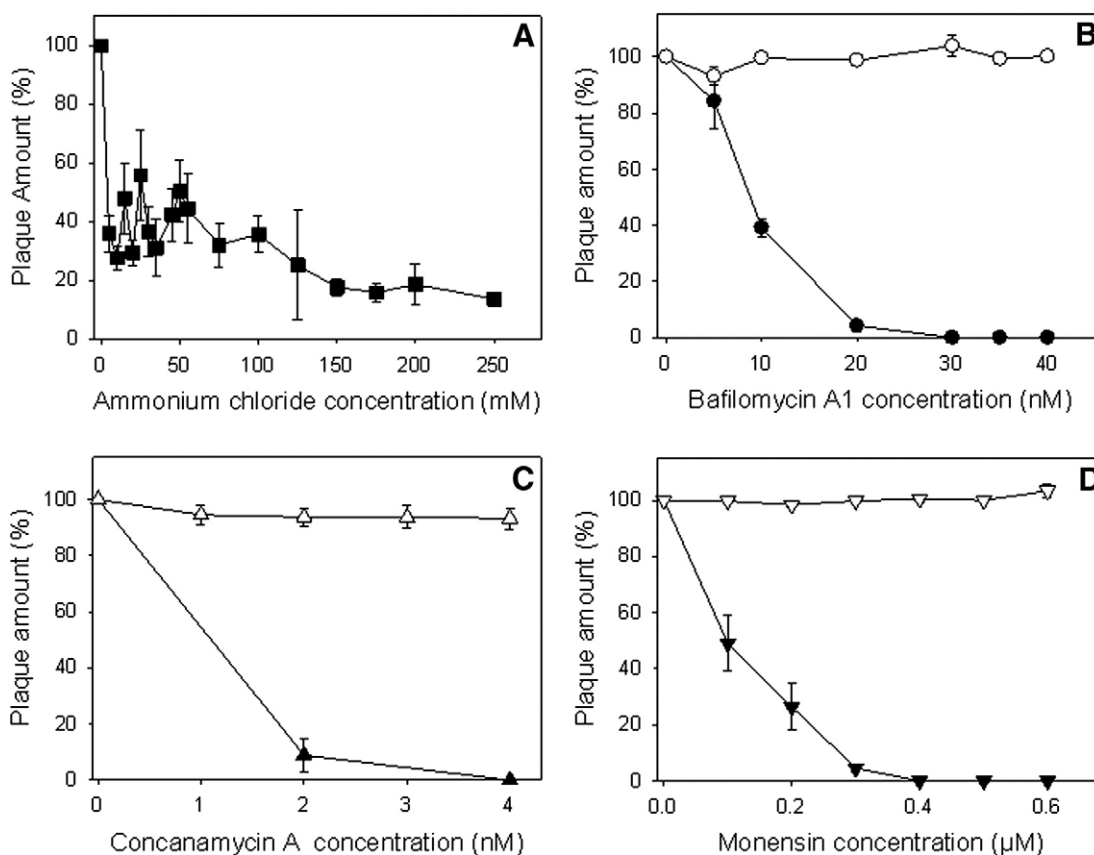 A
Plaque Amount (%)
100
80
60
40
20
0
0 50 100 150 200 250
Ammonium chloride concentration (mM)
B
Plaque amount (%)
100
80
60
40
20
0
0 10 20 30 40
Bafilomycin A1 concentration (nM)
C
Plaque amount (%)
100
80
60
40
20
0
0 1 2 3 4
Concanamycin A concentration (nM)
D
Plaque amount (%)
100
80
60
40
20
0
0.0 0.2 0.4 0.6
Monensin concentration (µM)